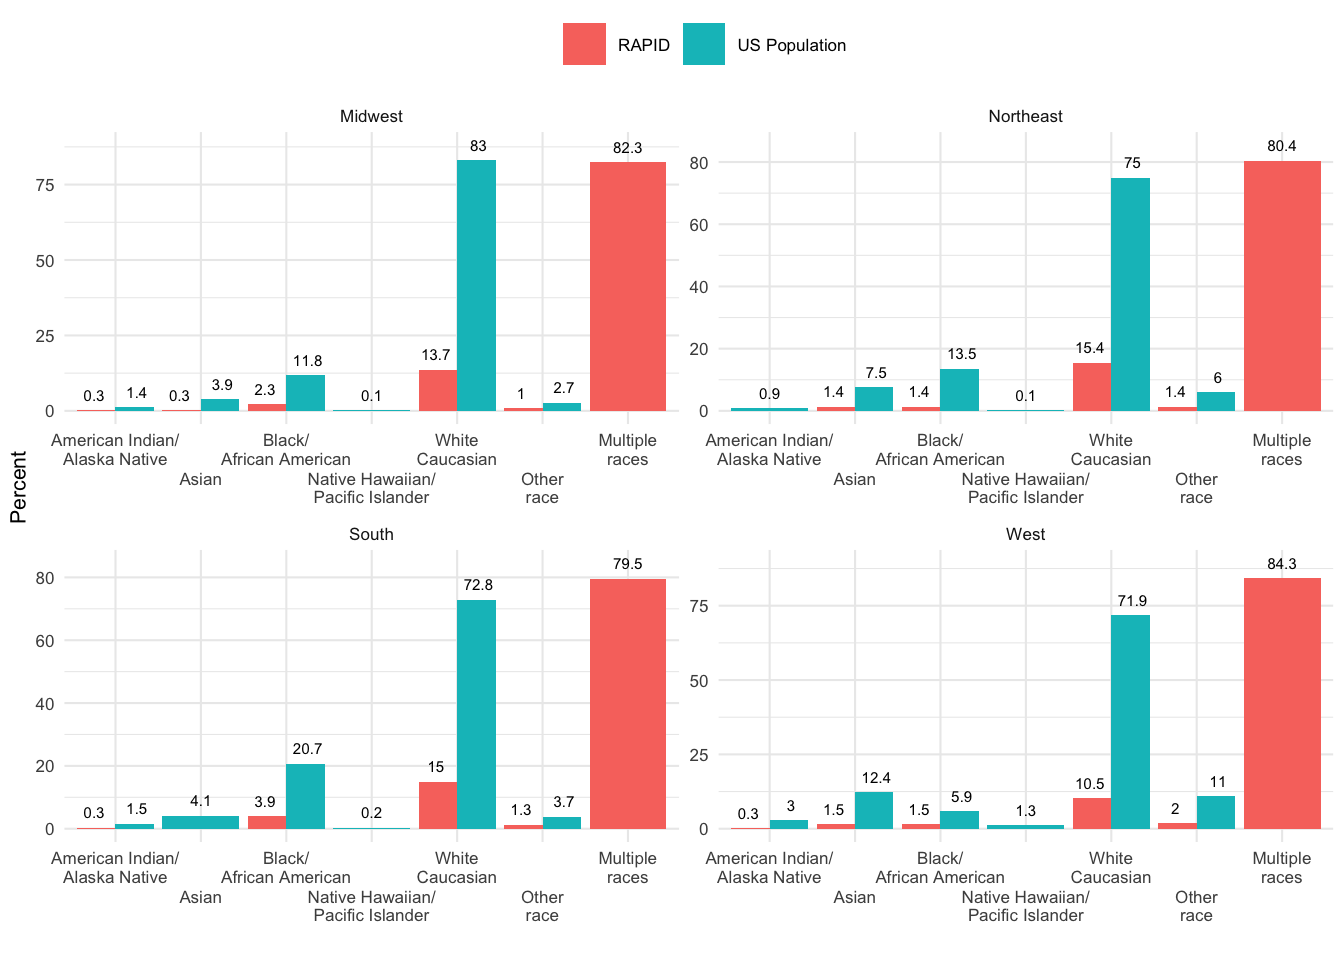 RAPID US Population
Midwest
Northeast
Percent
75
50
25
0
0.3 1.4 0.3 3.9 2.3 11.8 0.1 13.7 83 1 2.7 82.3
American Indian/
Alaska Native
Asian
Black/
African American
Native Hawaiian/
Pacific Islander
White
Caucasian
Other
race
Multiple
races
80
60
40
20
0
0.9 1.4 7.5 1.4 13.5 0.1 15.4 75 1.4 6 80.4
American Indian/
Alaska Native
Asian
Black/
African American
Native Hawaiian/
Pacific Islander
White
Caucasian
Other
race
Multiple
races
South
West
80
60
40
20
0
0.3 1.5 4.1 3.9 20.7 0.2 15 72.8 1.3 3.7 79.5
American Indian/
Alaska Native
Asian
Black/
African American
Native Hawaiian/
Pacific Islander
White
Caucasian
Other
race
Multiple
races
75
50
25
0
0.3 3 1.5 12.4 1.5 5.9 1.3 10.5 71.9 2 11 84.3
American Indian/
Alaska Native
Asian
Black/
African American
Native Hawaiian/
Pacific Islander
White
Caucasian
Other
race
Multiple
races